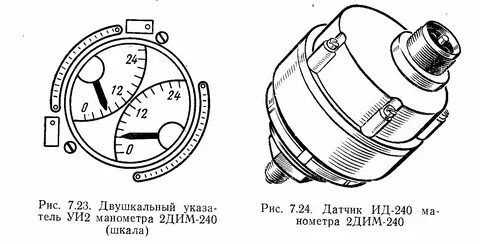 24
12
0
24
12
0
Рис. 7.23. Двушкальный указа-
тель УИ2 манометра 2ДИМ-240
(шкала)
Рис. 7.24. Датчик ИД-240 ма-
нометра 2ДИМ-240